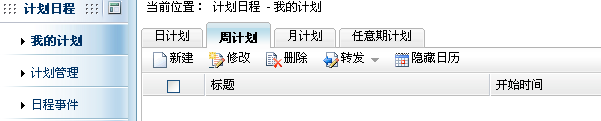 计划日程
当前位置： 计划日程 - 我的计划
我的计划
日计划 周计划 月计划 任意期计划
新建 修改 删除 转发 隐藏日历
计划管理
标题 开始时间
日程事件